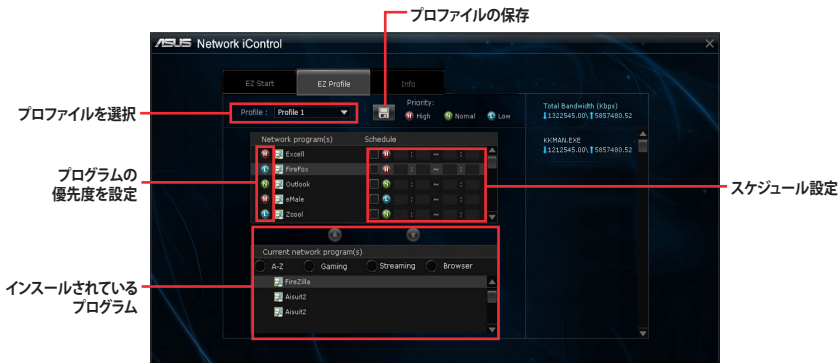 プロファイルの保存
ASUS Network iControl
EZ Start
EZ Profile
Info
プロファイルを選択
Profile : Profile 1
Priority:
H High N Normal L Low
Total Bandwidth (Kbps)
1322545.00\ 5857480.52
KKMAN.EXE
1212545.00\ 5857480.52
プログラムの
優先度を設定
Network program(s) Schedule
H Excell H : ~ :
L FireFox H : ~ :
N Outlook N : ~ :
H eMale L : ~ :
L Zcool N : ~ :
スケジュール設定
インスールされている
プログラム
Current network program(s)
A-Z Gaming Streaming Browser
FireZilla
Aisuit2
Aisuit2